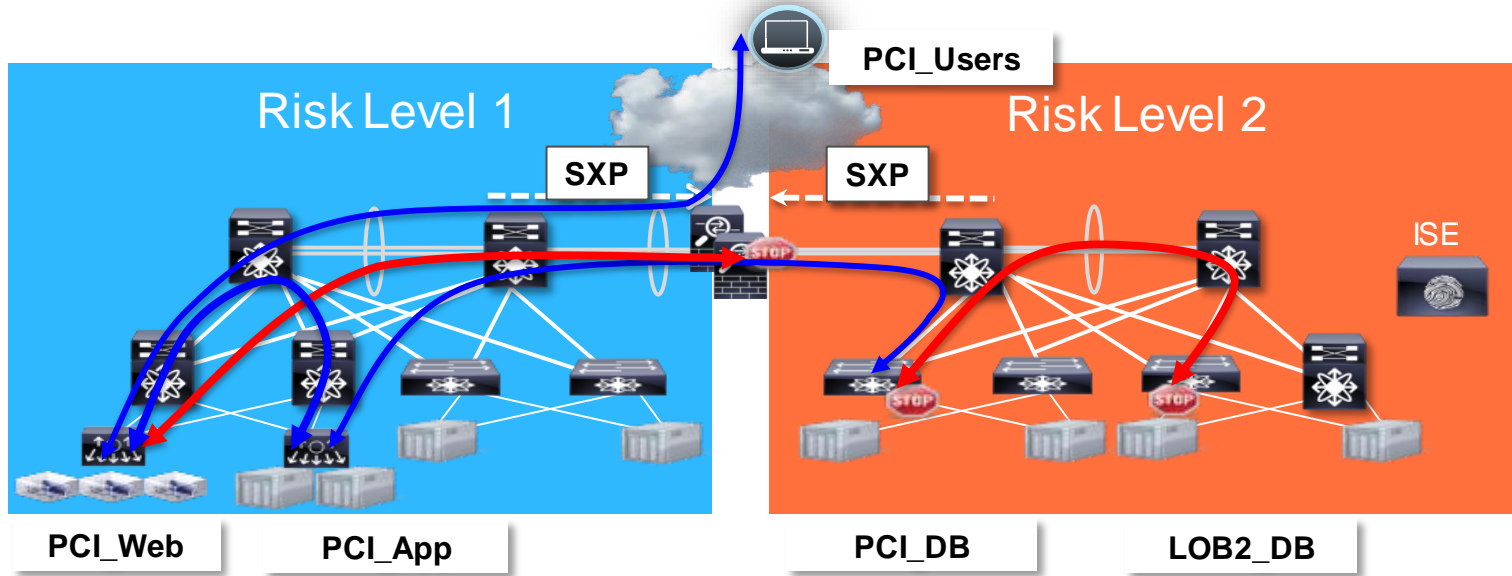 PCI_Users
Risk Level 1
Risk Level 2
SXP
SXP
ISE
STOP
STOP
STOP
PCI_Web
PCI_App
PCI_DB
LOB2_DB